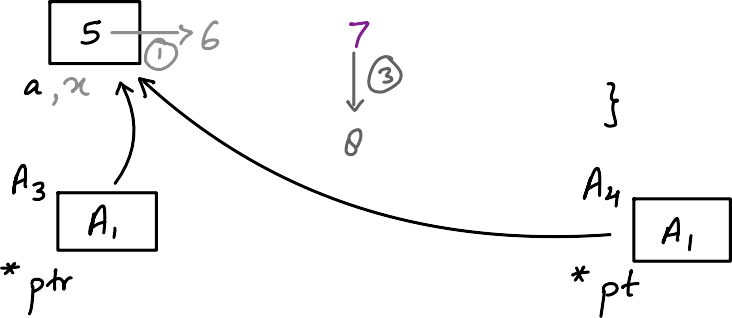 5 → 6
①
7
③
8
a, x
}
A3
A1
*ptr
A4
A1
*pt